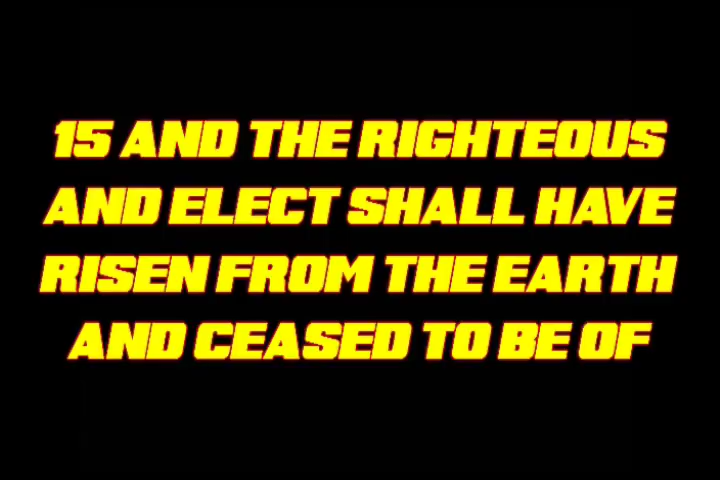 15 AND THE RIGHTEOUS
AND ELECT SHALL HAVE
RISEN FROM THE EARTH
AND CEASED TO BE OF